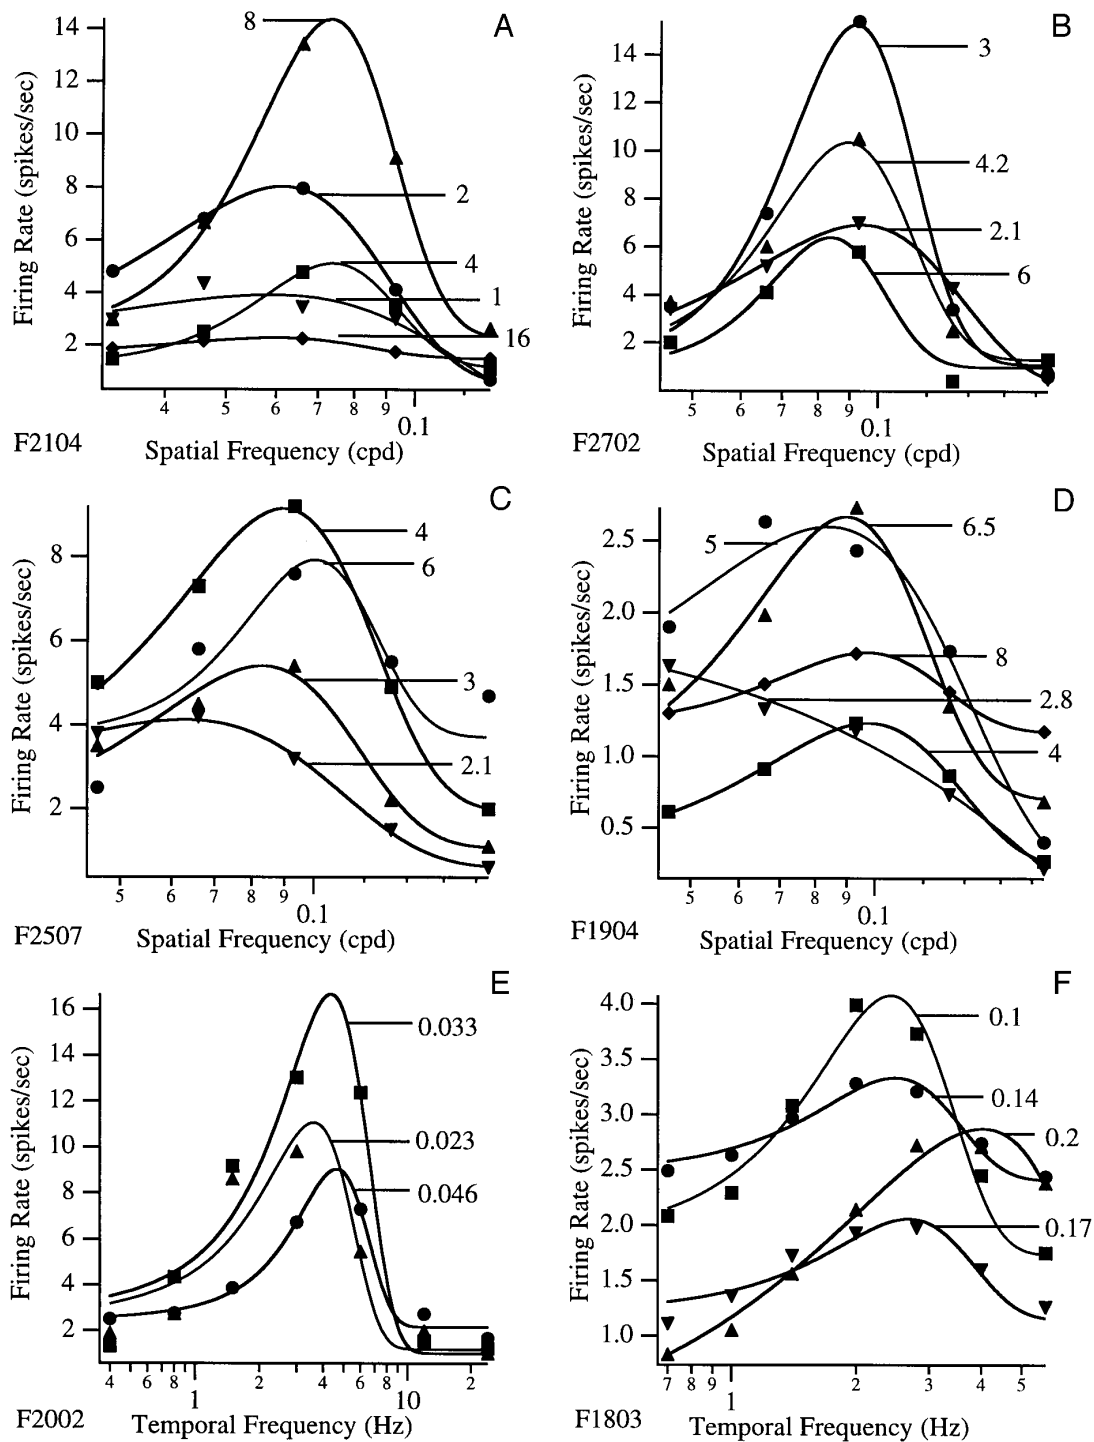 A
Firing Rate (spikes/sec)
14
12
10
8
6
4
2
8
2
4
1
16
4 5 6 7 8 9 0.1
F2104
Spatial Frequency (cpd)
B
Firing Rate (spikes/sec)
14
12
10
8
6
4
2
3
4.2
2.1
6
5 6 7 8 9 0.1
F2702
Spatial Frequency (cpd)
C
Firing Rate (spikes/sec)
8
6
4
2
4
6
3
2.1
5 6 7 8 9 0.1
F2507
Spatial Frequency (cpd)
D
Firing Rate (spikes/sec)
2.5
2.0
1.5
1.0
0.5
5
6.5
8
2.8
4
5 6 7 8 9 0.1
F1904
Spatial Frequency (cpd)
E
Firing Rate (spikes/sec)
16
14
12
10
8
6
4
2
0.033
0.023
0.046
4 6 8 1 2 4 6 8 10 2
F2002
Temporal Frequency (Hz)
F
Firing Rate (spikes/sec)
4.0
3.5
3.0
2.5
2.0
1.5
1.0
0.1
0.14
0.2
0.17
7 8 9 1 2 3 4 5
F1803
Temporal Frequency (Hz)